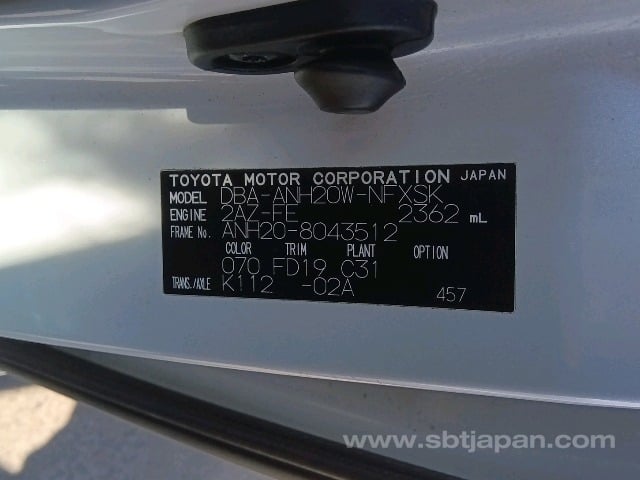 TOYOTA MOTOR CORPORATION JAPAN
MODEL DBA-ANH20W-NFXSK
ENGINE 2AZ-FE 2362 mL
FRAME No. ANH20-8043512
COLOR TRIM PLANT OPTION
070 FD19 C31
TRANS./AXLE K112 -02A 457
www.sbtjapan.com